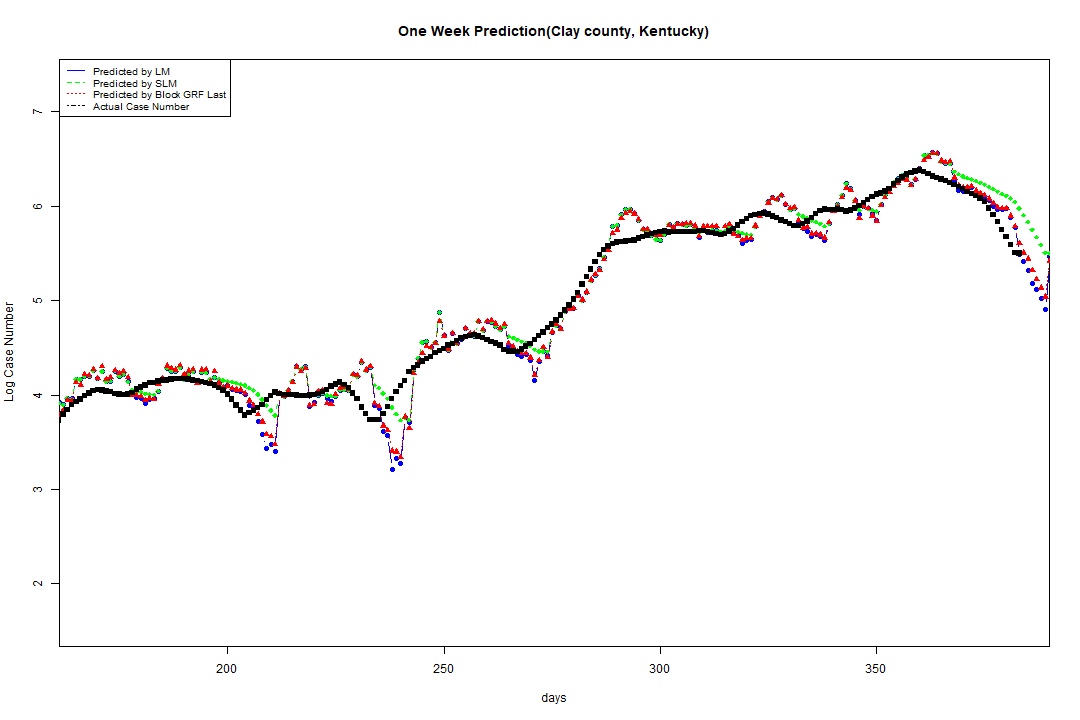 One Week Prediction(Clay county, Kentucky)
Predicted by LM
Predicted by SLM
Predicted by Block GRF Last
Actual Case Number
7
6
5
4
3
2
Log Case Number
200
250
300
350
days